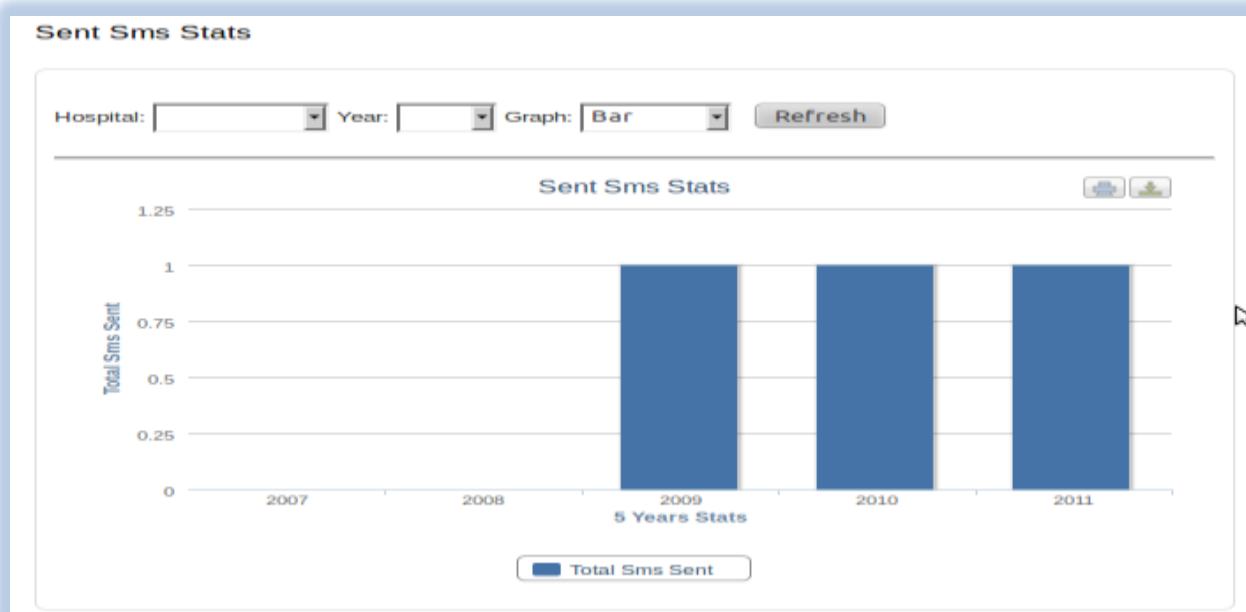 Sent Sms Stats
Hospital: Year: Graph: Bar Refresh
Sent Sms Stats
1.25
1
0.75
0.5
0.25
0
Total Sms Sent
2007 2008 2009 2010 2011
5 Years Stats
Total Sms Sent